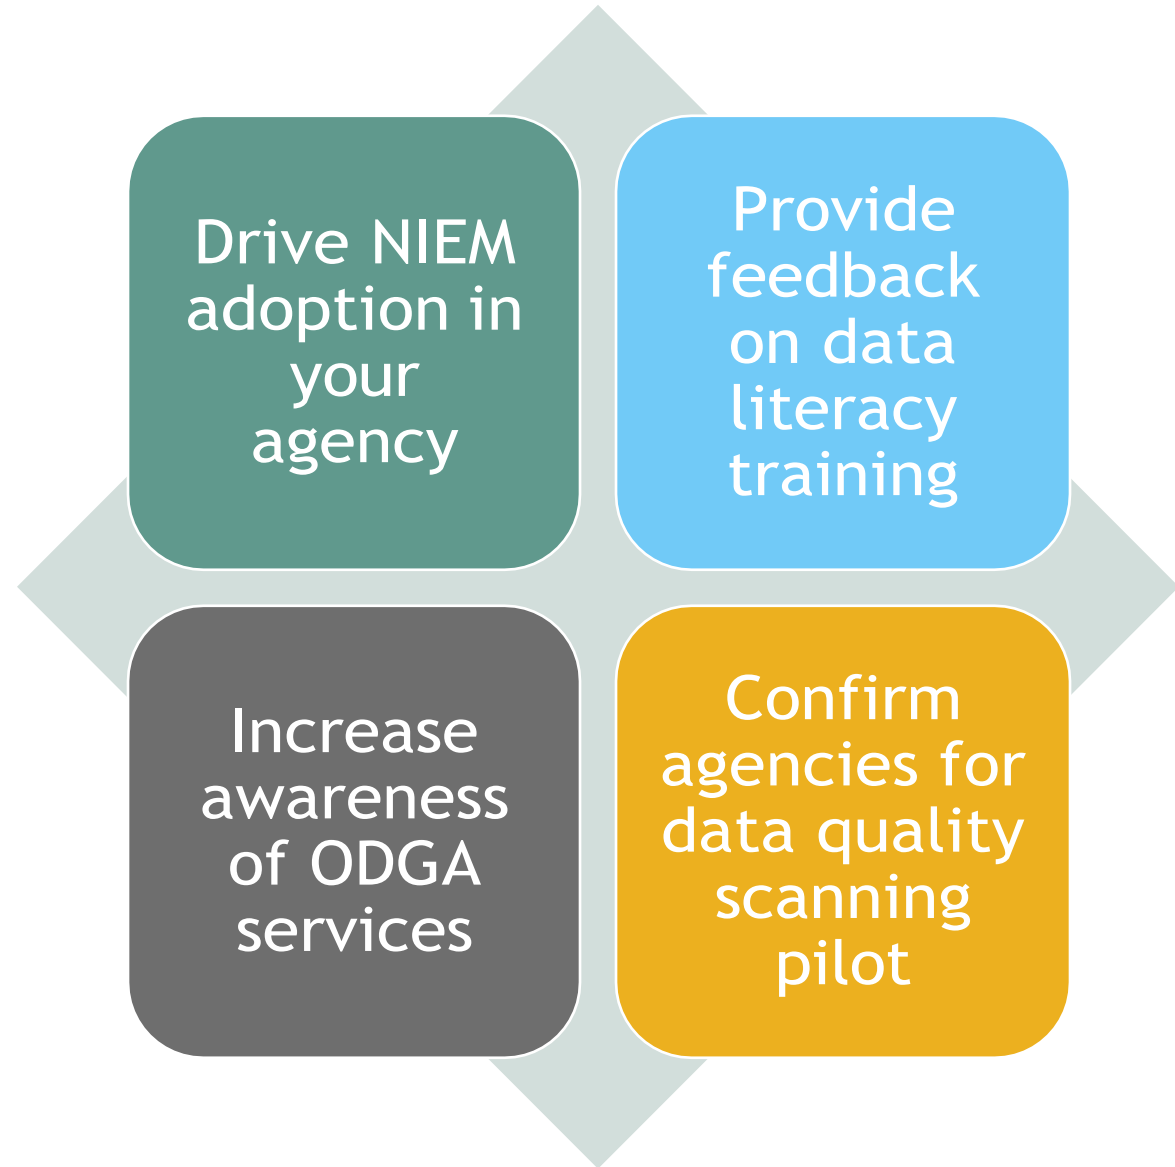 Drive NIEM
adoption in
your
agency
Provide
feedback
on data
literacy
training
Increase
awareness
of ODGA
services
Confirm
agencies for
data quality
scanning
pilot